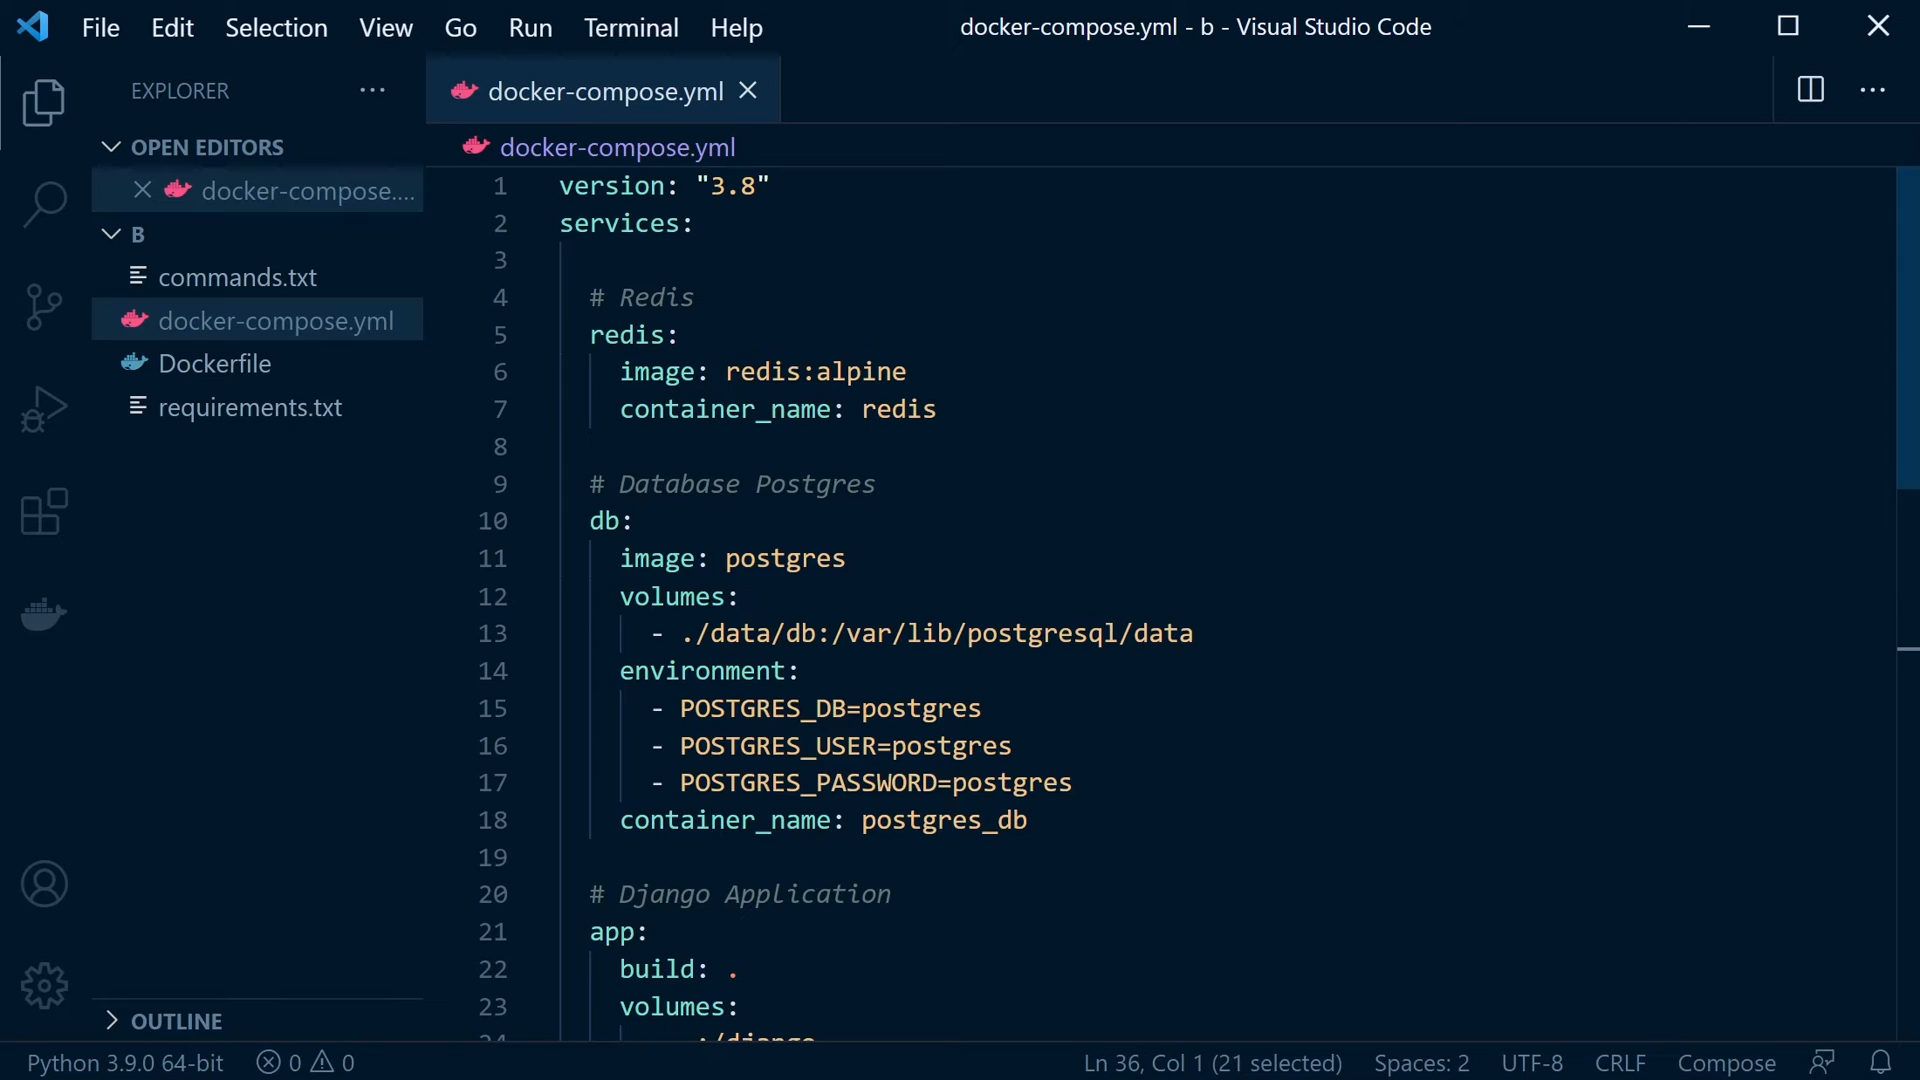 File Edit Selection View Go Run Terminal Help docker-compose.yml - b - Visual Studio Code
EXPLORER
docker-compose.yml
OPEN EDITORS
docker-compose....
B
commands.txt
docker-compose.yml
Dockerfile
requirements.txt
OUTLINE
docker-compose.yml
1 version: "3.8"
2 services:
3
4 # Redis
5 redis:
6 image: redis:alpine
7 container_name: redis
8
9 # Database Postgres
10 db:
11 image: postgres
12 volumes:
13 - ./data/db:/var/lib/postgresql/data
14 environment:
15 - POSTGRES_DB=postgres
16 - POSTGRES_USER=postgres
17 - POSTGRES_PASSWORD=postgres
18 container_name: postgres_db
19
20 # Django Application
21 app:
22 build: .
23 volumes:
24 .:/django
Python 3.9.0 64-bit 0 0 Ln 36, Col 1 (21 selected) Spaces: 2 UTF-8 CRLF Compose